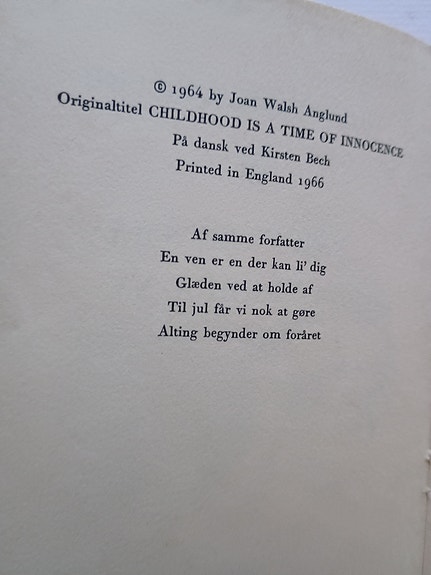 © 1964 by Joan Walsh Anglund
Originaltitel CHILDHOOD IS A TIME OF INNOCENCE
På dansk ved Kirsten Bech
Printed in England 1966
Af samme forfatter
En ven er en der kan li' dig
Glæden ved at holde af
Til jul får vi nok at gøre
Alting begynder om foråret